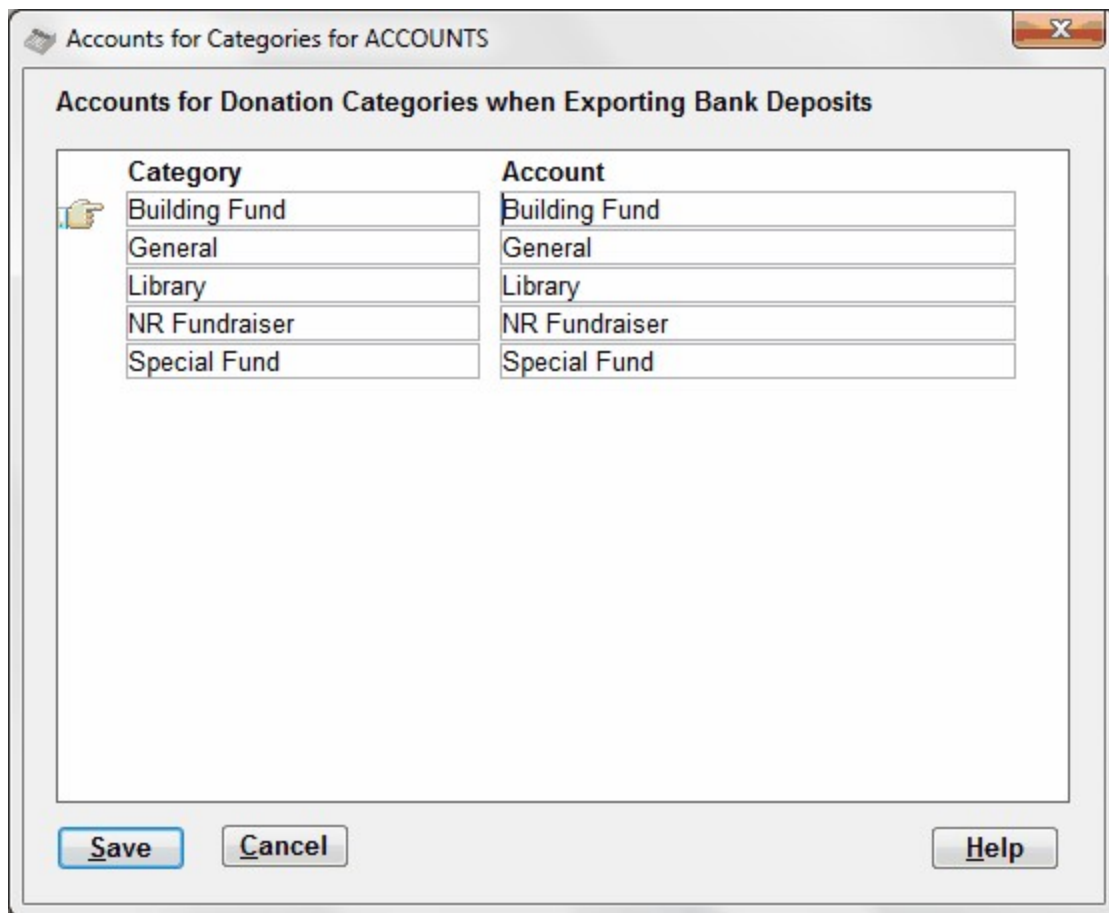 Accounts for Categories for ACCOUNTS
Accounts for Donation Categories when Exporting Bank Deposits
Category Account
Building Fund Building Fund
General General
Library Library
NR Fundraiser NR Fundraiser
Special Fund Special Fund
Save Cancel Help